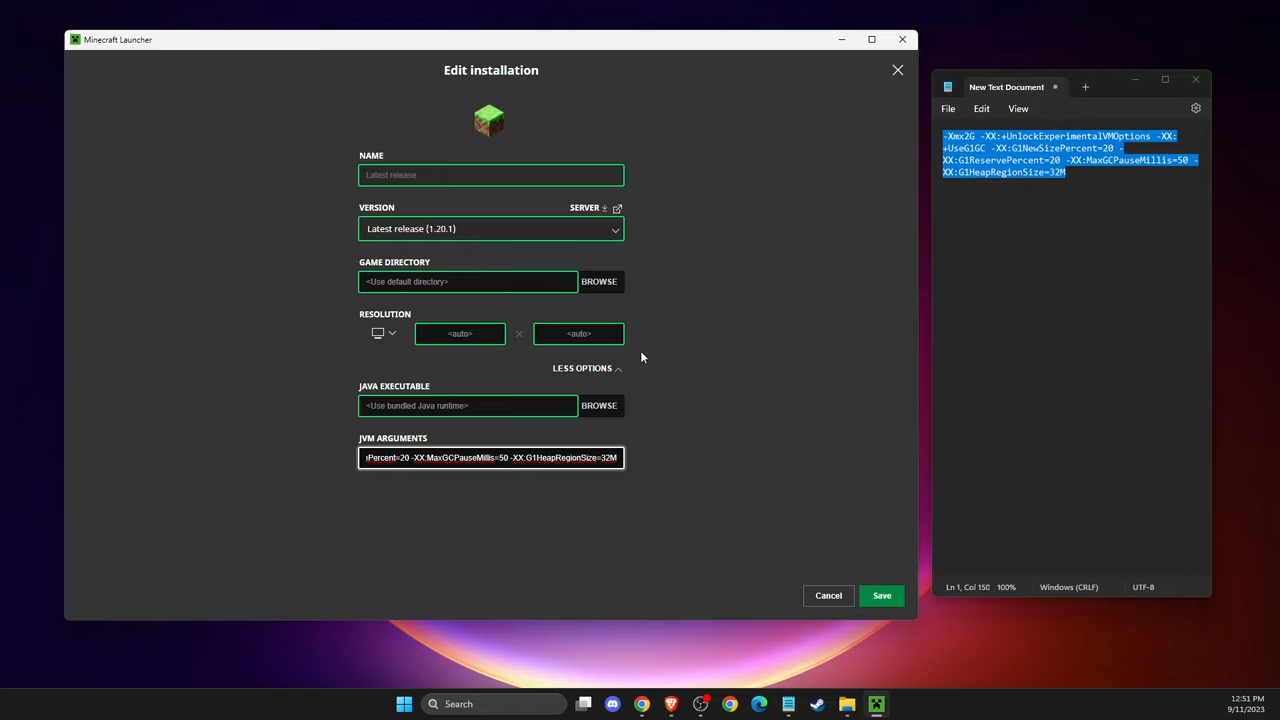 Minecraft Launcher
Edit installation
NAME
Latest release
VERSION
SERVER
Latest release (1.20.1)
GAME DIRECTORY
<Use default directory>
BROWSE
RESOLUTION
<auto>
<auto>
LESS OPTIONS
JAVA EXECUTABLE
<Use bundled Java runtime>
BROWSE
JVM ARGUMENTS
ePercent=20 -XX:MaxGCPauseMillis=50 -XX:G1HeapRegionSize=32M
Cancel
Save
New Text Document
File Edit View
-Xmx2G -XX:+UnlockExperimentalVMOptions -XX:
+UseG1GC -XX:G1NewSizePercent=20 -
XX:G1ReservePercent=20 -XX:MaxGCPauseMillis=50 -
XX:G1HeapRegionSize=32M
Ln 1, Col 150 100% Windows (CRLF) UTF-8
Search
12:51 PM
9/11/2023